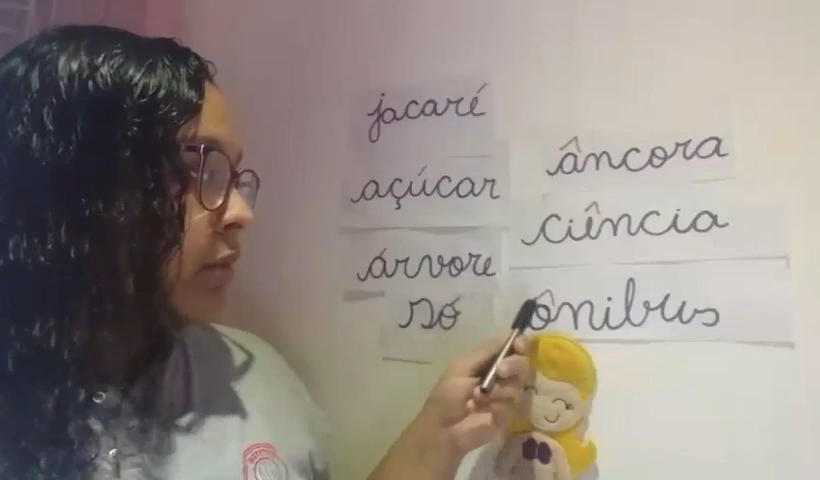 jacaré
açúcar
árvore
só
âncora
ciência
ônibus